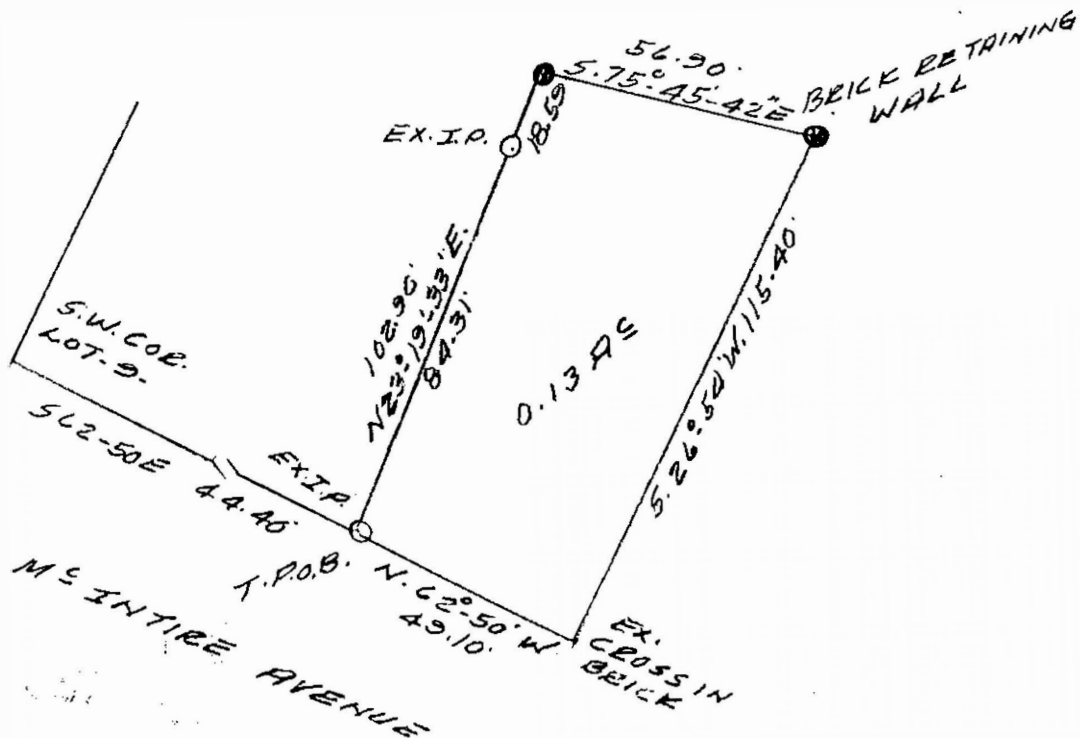 56.90'
S.75°-45'-42"E
BRICK RETAINING
WALL
EX.I.P.
18.59
102.90'
N23°-19'-33"E.
84.31'
0.13 Ac
S.26°-54'W. 115.40'
S.W. COR.
LOT-9-
S62-50E 44.40'
EX.I.P.
T.P.O.B.
N.62°-50'W
49.10'
EX.
CROSS IN
BRICK
Mc INTIRE AVENUE